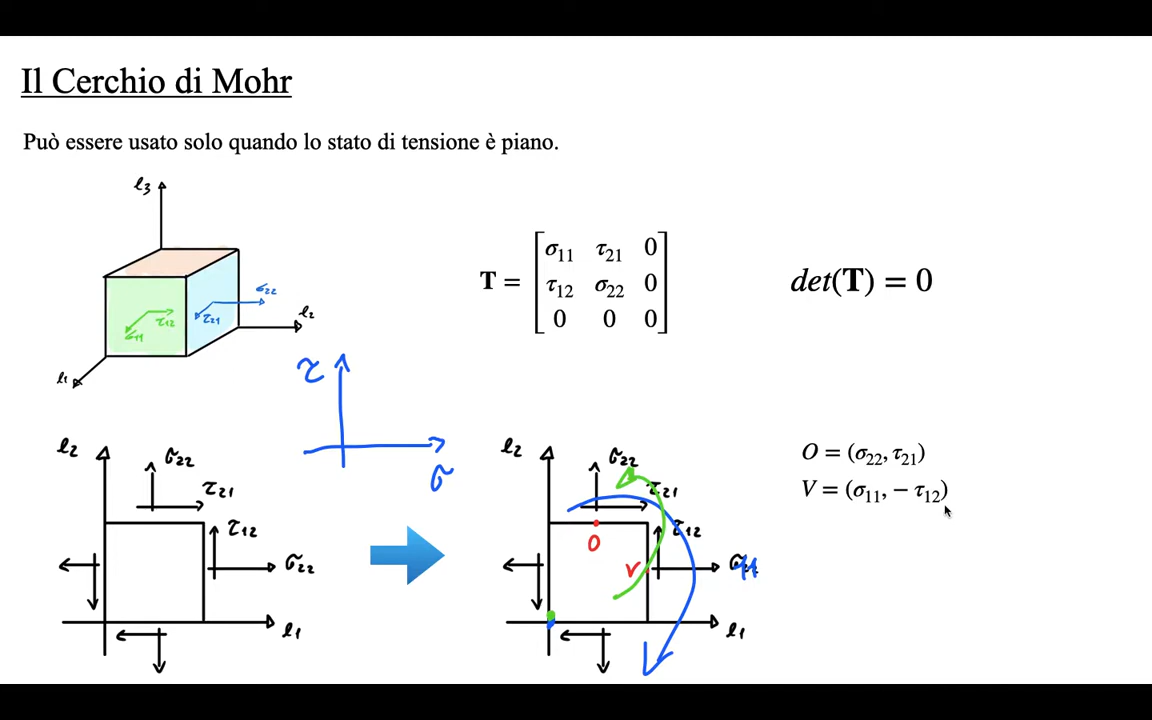 Il Cerchio di Mohr
Può essere usato solo quando lo stato di tensione è piano.
l3
σ22
τ21
τ12
σ11
l2
l1
T = [σ11 τ21 0
τ12 σ22 0
0 0 0]
det(T) = 0
τ
σ
l2
σ22
τ21
τ12
σ22
l1
l2
σ22
τ21
τ12
O
V
σ11
l1
O = (σ22, τ21)
V = (σ11, − τ12)